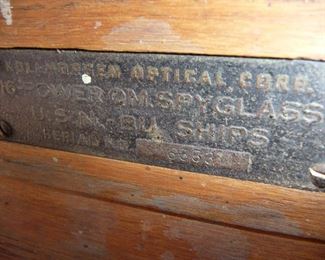 KOLLMORGEN OPTICAL CORP.
16-POWER OM. SPYGLASS
U.S.N. BU. SHIPS
SERIAL NO.